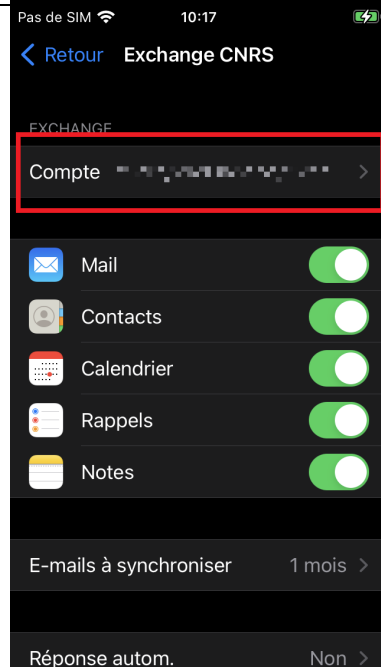 Pas de SIM 10:17
Retour Exchange CNRS
EXCHANGE
Compte
Mail
Contacts
Calendrier
Rappels
Notes
E-mails à synchroniser 1 mois
Réponse autom. Non